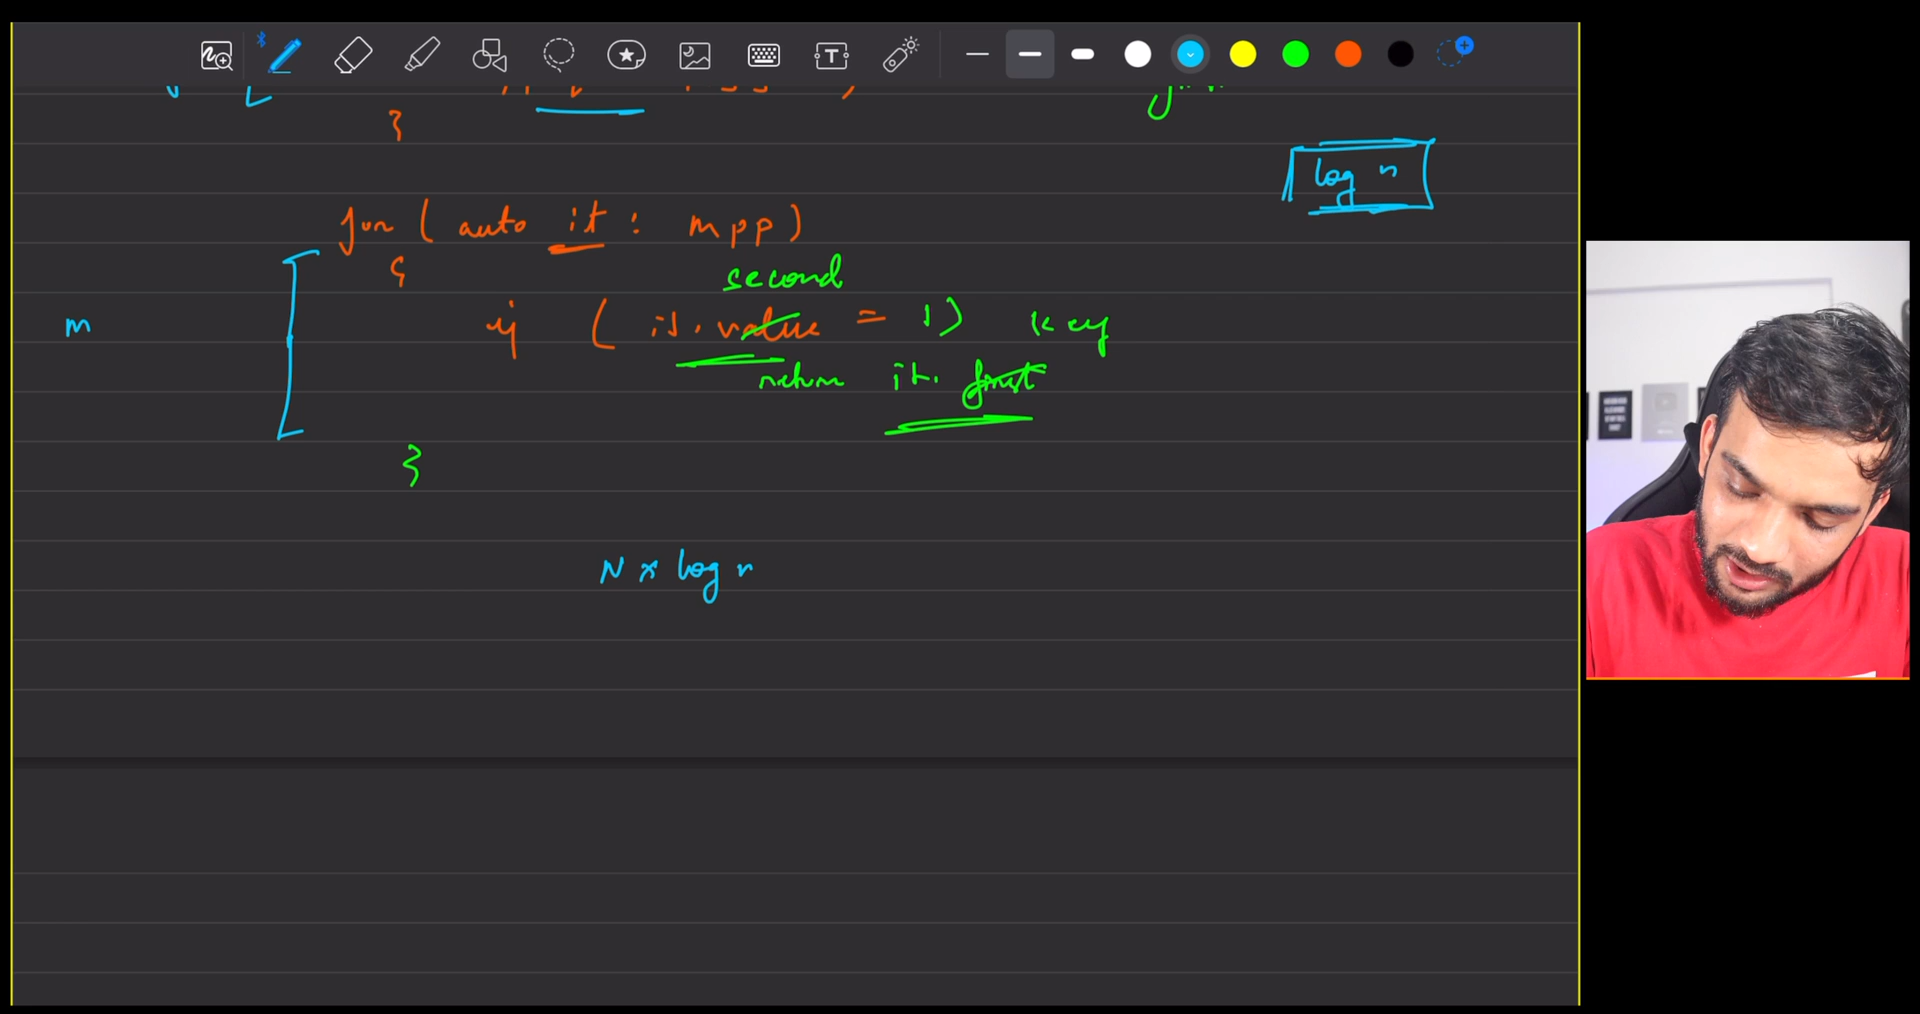 }
log n
for ( auto it : mpp )
{
second
m if ( it. value = 1 ) key
return it. first
}
N x log n